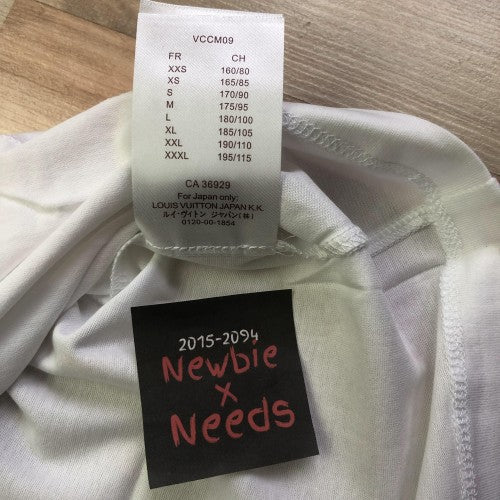 VCCM09
FR CH
XXS 160/80
XS 165/85
S 170/90
M 175/95
L 180/100
XL 185/105
XXL 190/110
XXXL 195/115
CA 36929
For Japan only:
LOUIS VUITTON JAPAN K.K.
ルイ・ヴィトン ジャパン(株)
0120-00-1854
2015-2094
Newbie
x
Needs